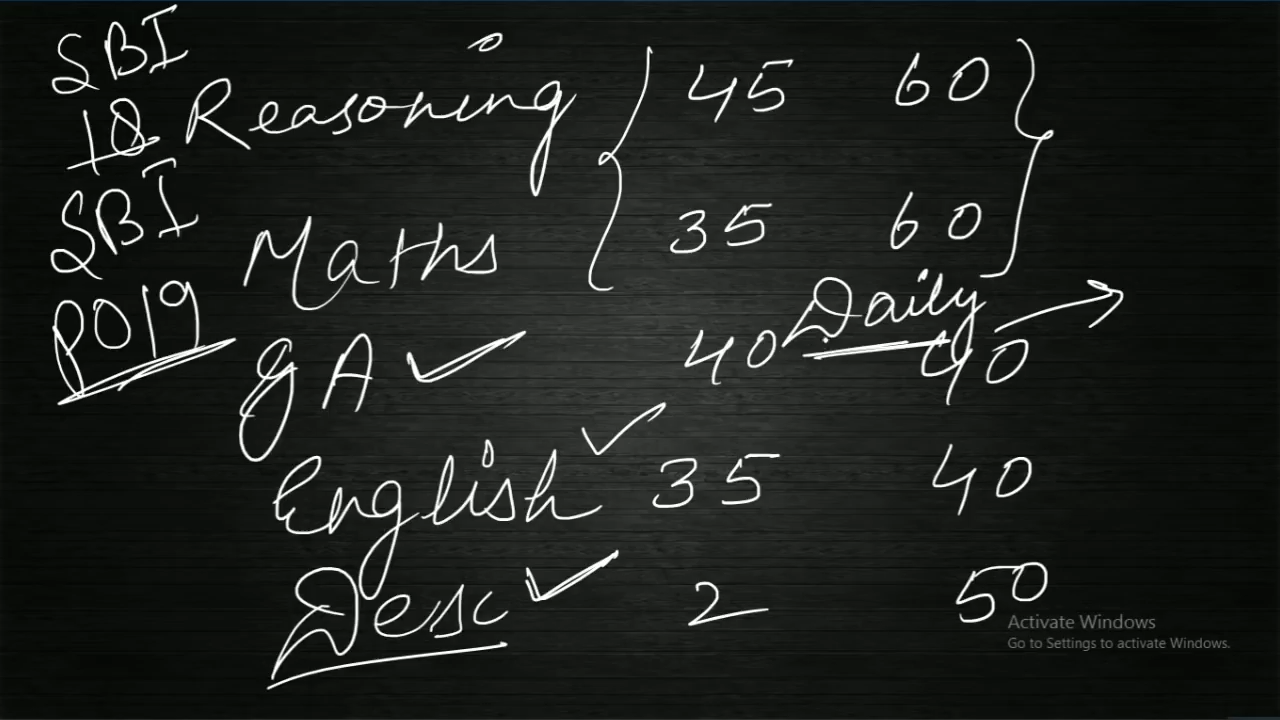 SBI
18 Reasoning 45 60
SBI
Maths 35 60
PO19
Daily
GA 40 40
English 35 40
Desc 2 50
Activate Windows
Go to Settings to activate Windows.